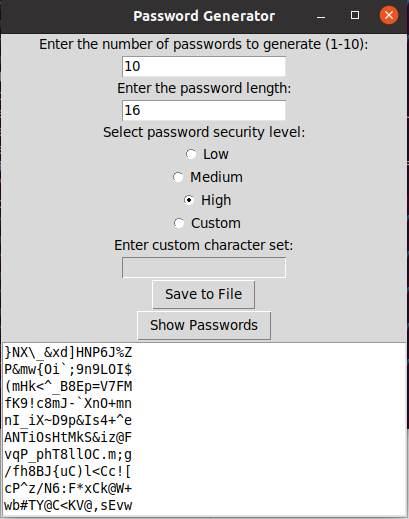 Password Generator
Enter the number of passwords to generate (1-10):
10
Enter the password length:
16
Select password security level:
Low
Medium
High
Custom
Enter custom character set:
Save to File
Show Passwords
}NX\_&xd]HNP6J%Z
P&mw{Oi`;9n9LOI$
(mHk<^_B8Ep=V7FM
fK9!c8mJ-`XnO+mn
nI_iX~D9p&Is4+^e
ANTiOsHtMkS&iz@F
vqP_phT8llOC.m;g
/fh8BJ{uC)l<Cc![
cP^z/N6:F*xCk@W+
wb#TY@C<KV@,sEvw